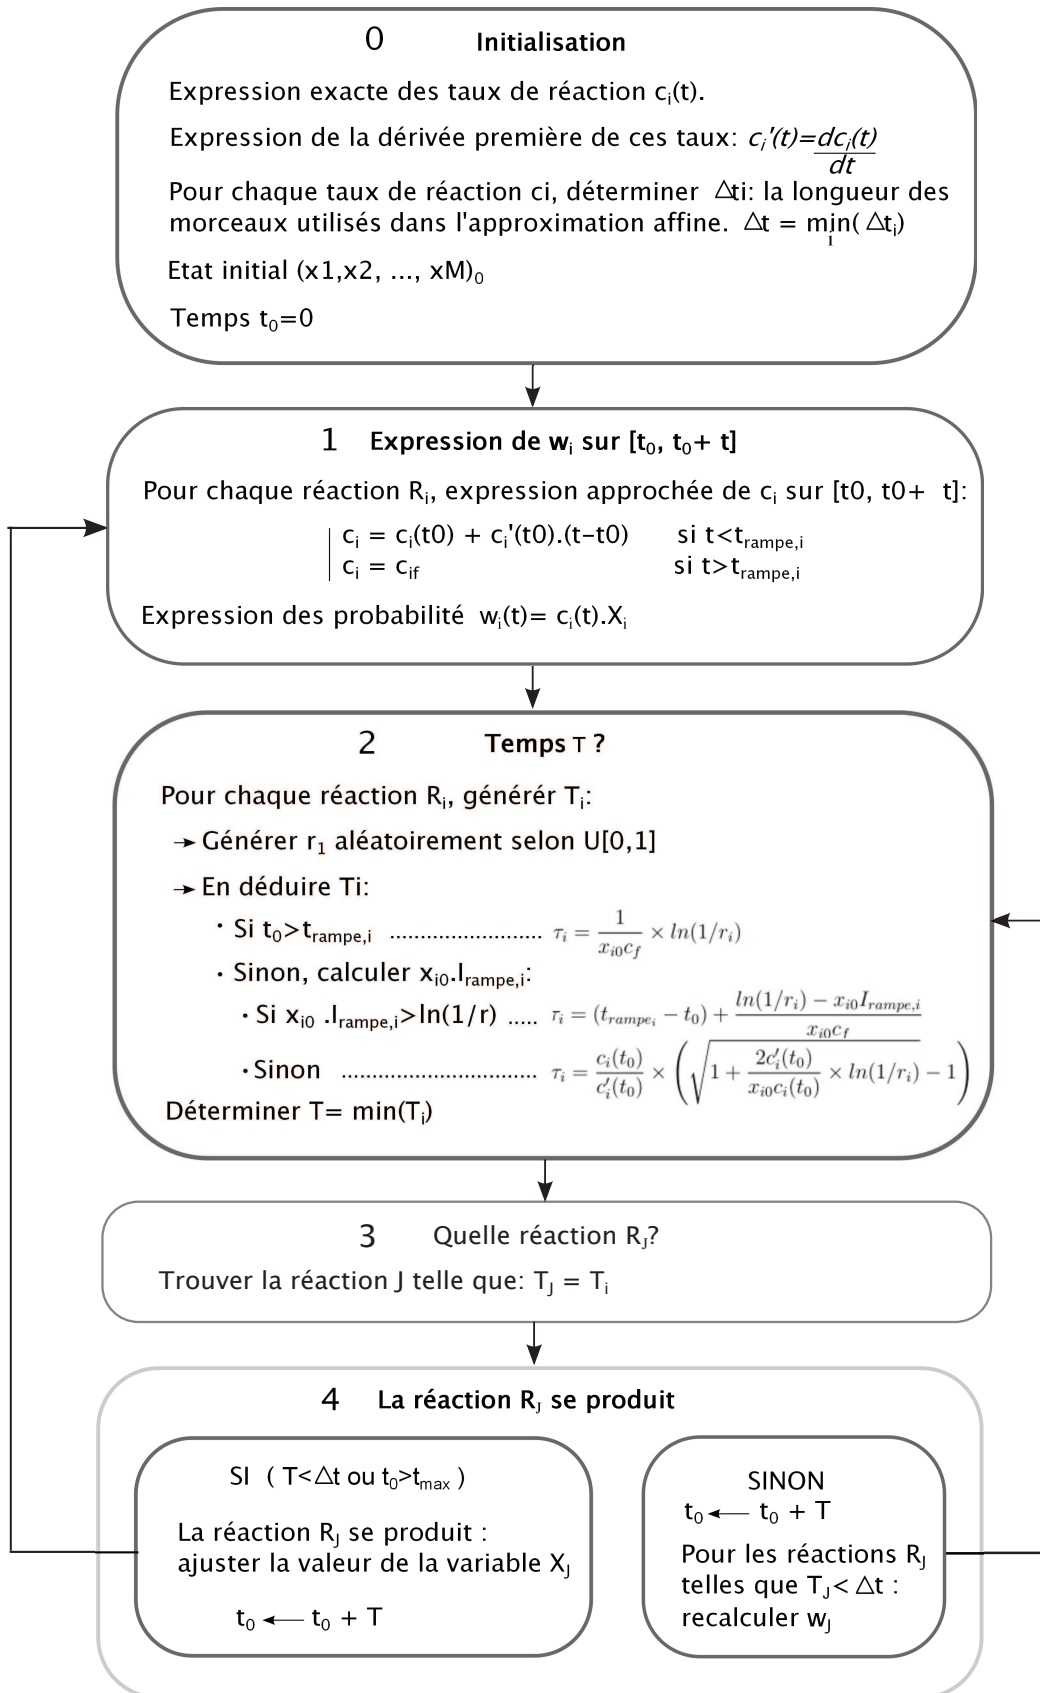 0 Initialisation
Expression exacte des taux de réaction cᵢ(t).
Expression de la dérivée première de ces taux: cᵢ'(t)=dcᵢ(t)/dt
Pour chaque taux de réaction ci, déterminer Δti: la longueur des
morceaux utilisés dans l'approximation affine. Δt = min(Δtᵢ)
i
Etat initial (x1,x2, ..., xM)₀
Temps t₀=0
1 Expression de wᵢ sur [t₀, t₀+ t]
Pour chaque réaction Rᵢ, expression approchée de cᵢ sur [t0, t0+ t]:
cᵢ = cᵢ(t0) + cᵢ'(t0).(t-t0) si t<t_rampe,i
cᵢ = c_if si t>t_rampe,i
Expression des probabilité wᵢ(t)= cᵢ(t).Xᵢ
2 Temps T ?
Pour chaque réaction Rᵢ, générér Tᵢ:
→ Générer r₁ aléatoirement selon U[0,1]
→ En déduire Ti:
· Si t₀>t_rampe,i ........................ τᵢ = 1/(x_i0 c_f) × ln(1/rᵢ)
· Sinon, calculer x_i0.I_rampe,i:
· Si x_i0 .I_rampe,i>ln(1/r) ..... τᵢ = (t_rampeᵢ − t₀) + (ln(1/rᵢ) − x_i0 I_rampe,i)/(x_i0 c_f)
· Sinon ............................... τᵢ = cᵢ(t₀)/c'ᵢ(t₀) × (√(1 + 2c'ᵢ(t₀)/(x_i0 cᵢ(t₀)) × ln(1/rᵢ)) − 1)
Déterminer T= min(Tᵢ)
3 Quelle réaction R_J?
Trouver la réaction J telle que: T_J = Tᵢ
4 La réaction R_J se produit
SI ( T<Δt ou t₀>t_max )
La réaction R_J se produit :
ajuster la valeur de la variable X_J
t₀ ← t₀ + T
SINON
t₀ ← t₀ + T
Pour les réactions R_J
telles que T_J< Δt :
recalculer w_J